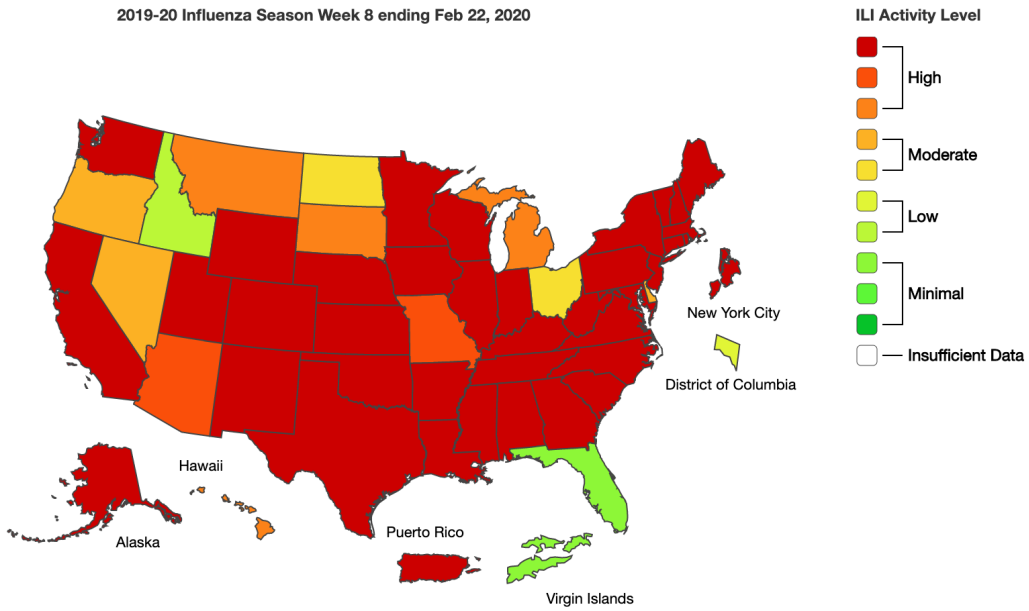 2019-20 Influenza Season Week 8 ending Feb 22, 2020
ILI Activity Level
High
Moderate
Low
Minimal
New York City
Insufficient Data
District of Columbia
Hawaii
Alaska
Puerto Rico
Virgin Islands